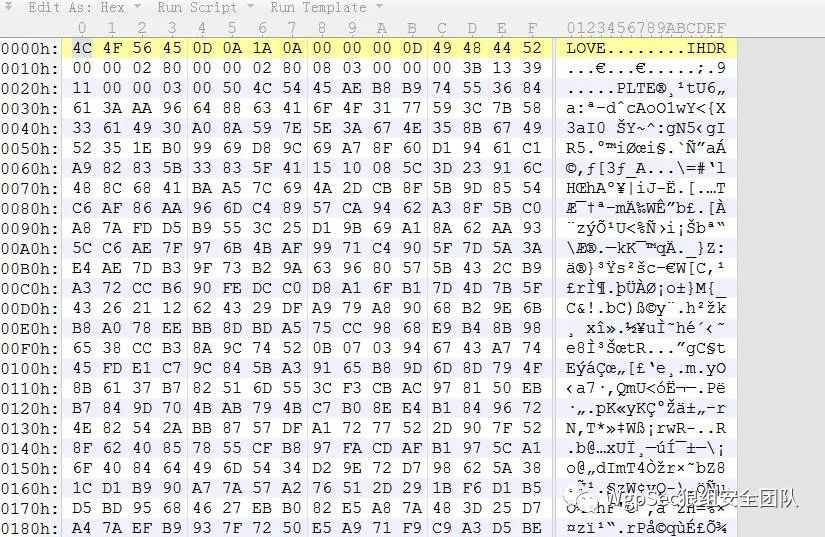 Edit As: Hex Run Script Run Template
0 1 2 3 4 5 6 7 8 9 A B C D E F 0123456789ABCDEF
0000h: 4C 4F 56 45 0D 0A 1A 0A 00 00 00 0D 49 48 44 52 LOVE........IHDR
0010h: 00 00 02 80 00 00 02 80 08 03 00 00 00 3B 13 39 ...€...€.....;.9
0020h: 11 00 00 03 00 50 4C 54 45 AE B8 B9 74 55 36 84 .....PLTE®¸¹tU6„
0030h: 61 3A AA 96 64 88 63 41 6F 4F 31 77 59 3C 7B 58 a:ª–dˆcAoO1wY<{X
0040h: 33 61 49 30 A0 8A 59 7E 5E 3A 67 4E 35 8B 67 49 3aI0 ŠY~^:gN5‹gI
0050h: 52 35 1E B0 99 69 D8 9C 69 A7 8F 60 D1 94 61 C1 R5.°™iØœi§.`Ñ”aÁ
0060h: A9 82 83 5B 33 83 5F 41 15 10 08 5C 3D 23 91 6C ©‚ƒ[3ƒ_A...\=#‘l
0070h: 48 8C 68 41 BA A5 7C 69 4A 2D CB 8F 5B 9D 85 54 HŒhAº¥|iJ-Ë.[.…T
0080h: C6 AF 86 AA 96 6D C4 89 57 CA 94 62 A3 8F 5B C0 Æ¯†ª–mÄ‰WÊ”b£.[À
0090h: A8 7A FD D5 B9 55 3C 25 D1 9B 69 A1 8A 62 AA 93 ¨zýÕ¹U<%Ñ›i¡Šbª“
00A0h: 5C C6 AE 7F 97 6B 4B AF 99 71 C4 90 5F 7D 5A 3A \Æ®.—kK¯™qÄ._}Z:
00B0h: E4 AE 7D B3 9F 73 B2 9A 63 96 80 57 5B 43 2C B9 ä®}³Ÿs²šc–€W[C,¹
00C0h: A3 72 CC B6 90 FE DC C0 D8 A1 6F B1 7D 4D 7B 5F £rÌ¶.þÜÀØ¡o±}M{_
00D0h: 43 26 21 12 62 43 29 DF A9 79 A8 90 68 B2 9E 6B C&!.bC)ß©y¨.h²žk
00E0h: B8 A0 78 EE BB 8D BD A5 75 CC 98 68 E9 B4 8B 98 ¸ xî».½¥uÌ˜hé´‹˜
00F0h: 65 38 CC B3 8A 9C 74 52 0B 07 03 94 67 43 A7 74 e8Ì³ŠœtR...”gC§t
0100h: 45 FD E1 C7 9C 84 5B A3 91 65 B8 9D 6D 8D 79 4F EýáÇœ„[£‘e¸.m.yO
0110h: 8B 61 37 B7 82 51 6D 55 3C F3 CB AC 97 81 50 EB ‹a7·‚QmU<óË¬—.Pë
0120h: B7 84 9D 70 4B AB 79 4B C7 B0 8E E4 B1 84 96 72 ·„.pK«yKÇ°Žä±„–r
0130h: 4E 82 54 2A BB 87 57 DF A1 72 77 52 2D 90 7F 52 N‚T*»‡Wß¡rwR-..R
0140h: 8F 62 40 85 78 55 CF B8 97 FA CD AF B1 97 5C A1 .b@…xUÏ¸—úÍ¯±—\¡
0150h: 6F 40 84 64 49 6D 54 34 D2 9E 72 D7 98 62 5A 38 o@„dImT4Òžr×˜bZ8
0160h: 1C D1 B9 90 A7 7A 57 A2 76 51 2D 29 1B F6 D1 B5 .Ñ¹.§zW¢vQ-).öÑµ
0170h: D5 BD 95 68 46 27 EB B0 82 E5 A8 7A 48 3D 25 D7
0180h: A4 7A EF B9 93 7F 72 50 E5 A9 71 F9 C9 A3 D5 BE ¤zï¹“.rPå©qùÉ£Õ¾
WgpSec狼组安全团队